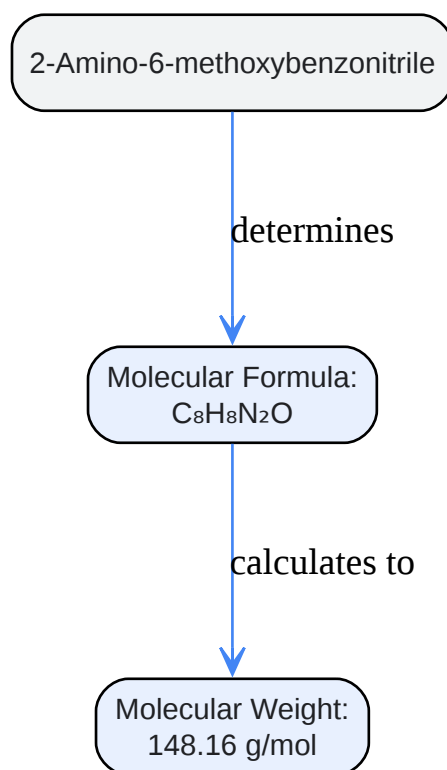 2-Amino-6-methoxybenzonitrile
determines
Molecular Formula:
C₈H₈N₂O
calculates to
Molecular Weight:
148.16 g/mol